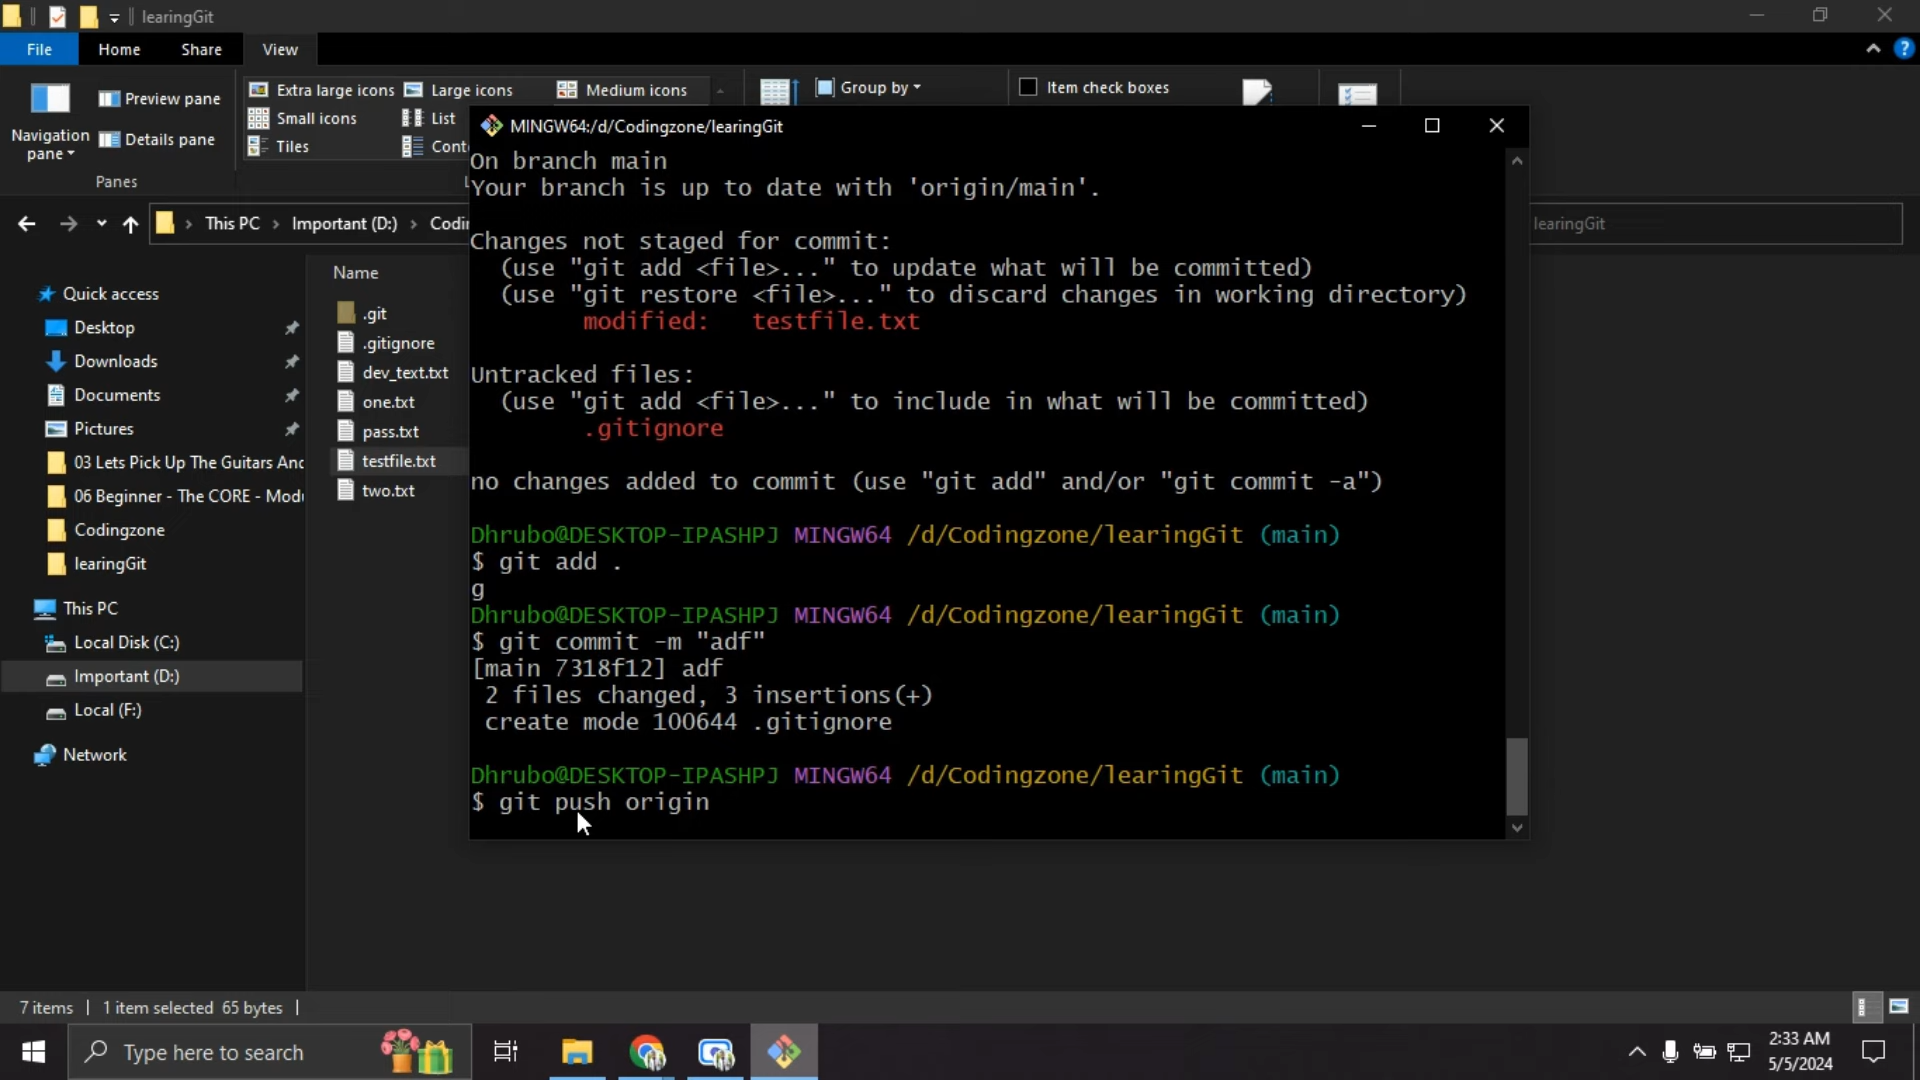 learingGit
File
Home
Share
View
Navigation pane
Preview pane
Details pane
Panes
Extra large icons
Large icons
Medium icons
Small icons
List
Tiles
Cont
Group by
Item check boxes
This PC
Important (D:)
Codi
learingGit
Quick access
Desktop
Downloads
Documents
Pictures
03 Lets Pick Up The Guitars And
06 Beginner - The CORE - Modu
Codingzone
learingGit
This PC
Local Disk (C:)
Important (D:)
Local (F:)
Network
Name
.git
.gitignore
dev_text.txt
one.txt
pass.txt
testfile.txt
two.txt
MINGW64:/d/Codingzone/learingGit
On branch main
Your branch is up to date with 'origin/main'.
Changes not staged for commit:
(use "git add <file>..." to update what will be committed)
(use "git restore <file>..." to discard changes in working directory)
modified:   testfile.txt
Untracked files:
(use "git add <file>..." to include in what will be committed)
.gitignore
no changes added to commit (use "git add" and/or "git commit -a")
Dhrubo@DESKTOP-IPASHPJ MINGW64 /d/Codingzone/learingGit (main)
$ git add .
g
Dhrubo@DESKTOP-IPASHPJ MINGW64 /d/Codingzone/learingGit (main)
$ git commit -m "adf"
[main 7318f12] adf
2 files changed, 3 insertions(+)
create mode 100644 .gitignore
Dhrubo@DESKTOP-IPASHPJ MINGW64 /d/Codingzone/learingGit (main)
$ git push origin
7 items
1 item selected 65 bytes
Type here to search
2:33 AM
5/5/2024